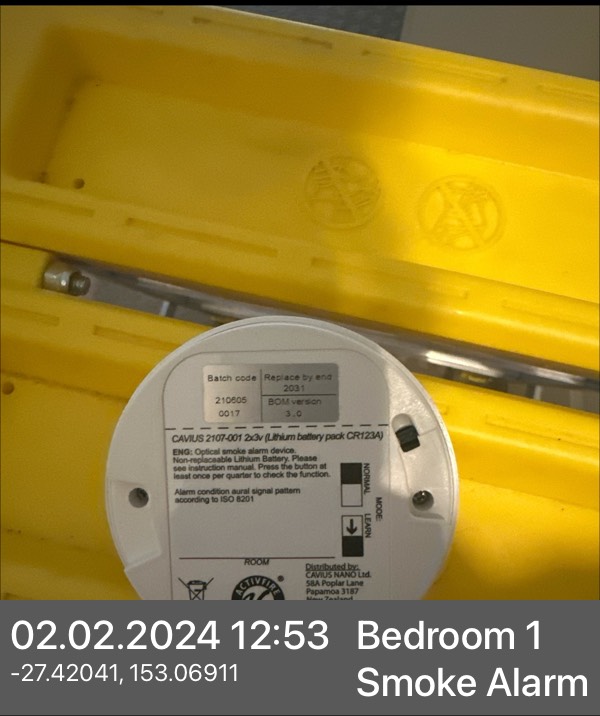 Batch code
Replace by end
2031
210605
0017
BOM version
3.0
CAVIUS 2107-001 2x3v (Lithium battery pack CR123A)
ENG: Optical smoke alarm device.
Non-replaceable Lithium Battery. Please
see instruction manual. Press the button at
least once per quarter to check the function.
Alarm condition aural signal pattern
according to ISO 8201
NORMAL
MODE:
LEARN
ROOM
ACTIVFIRE
®
Distributed by:
CAVIUS NANO Ltd.
58A Poplar Lane
Papamoa 3187
New Zealand
02.02.2024 12:53
-27.42041, 153.06911
Bedroom 1
Smoke Alarm